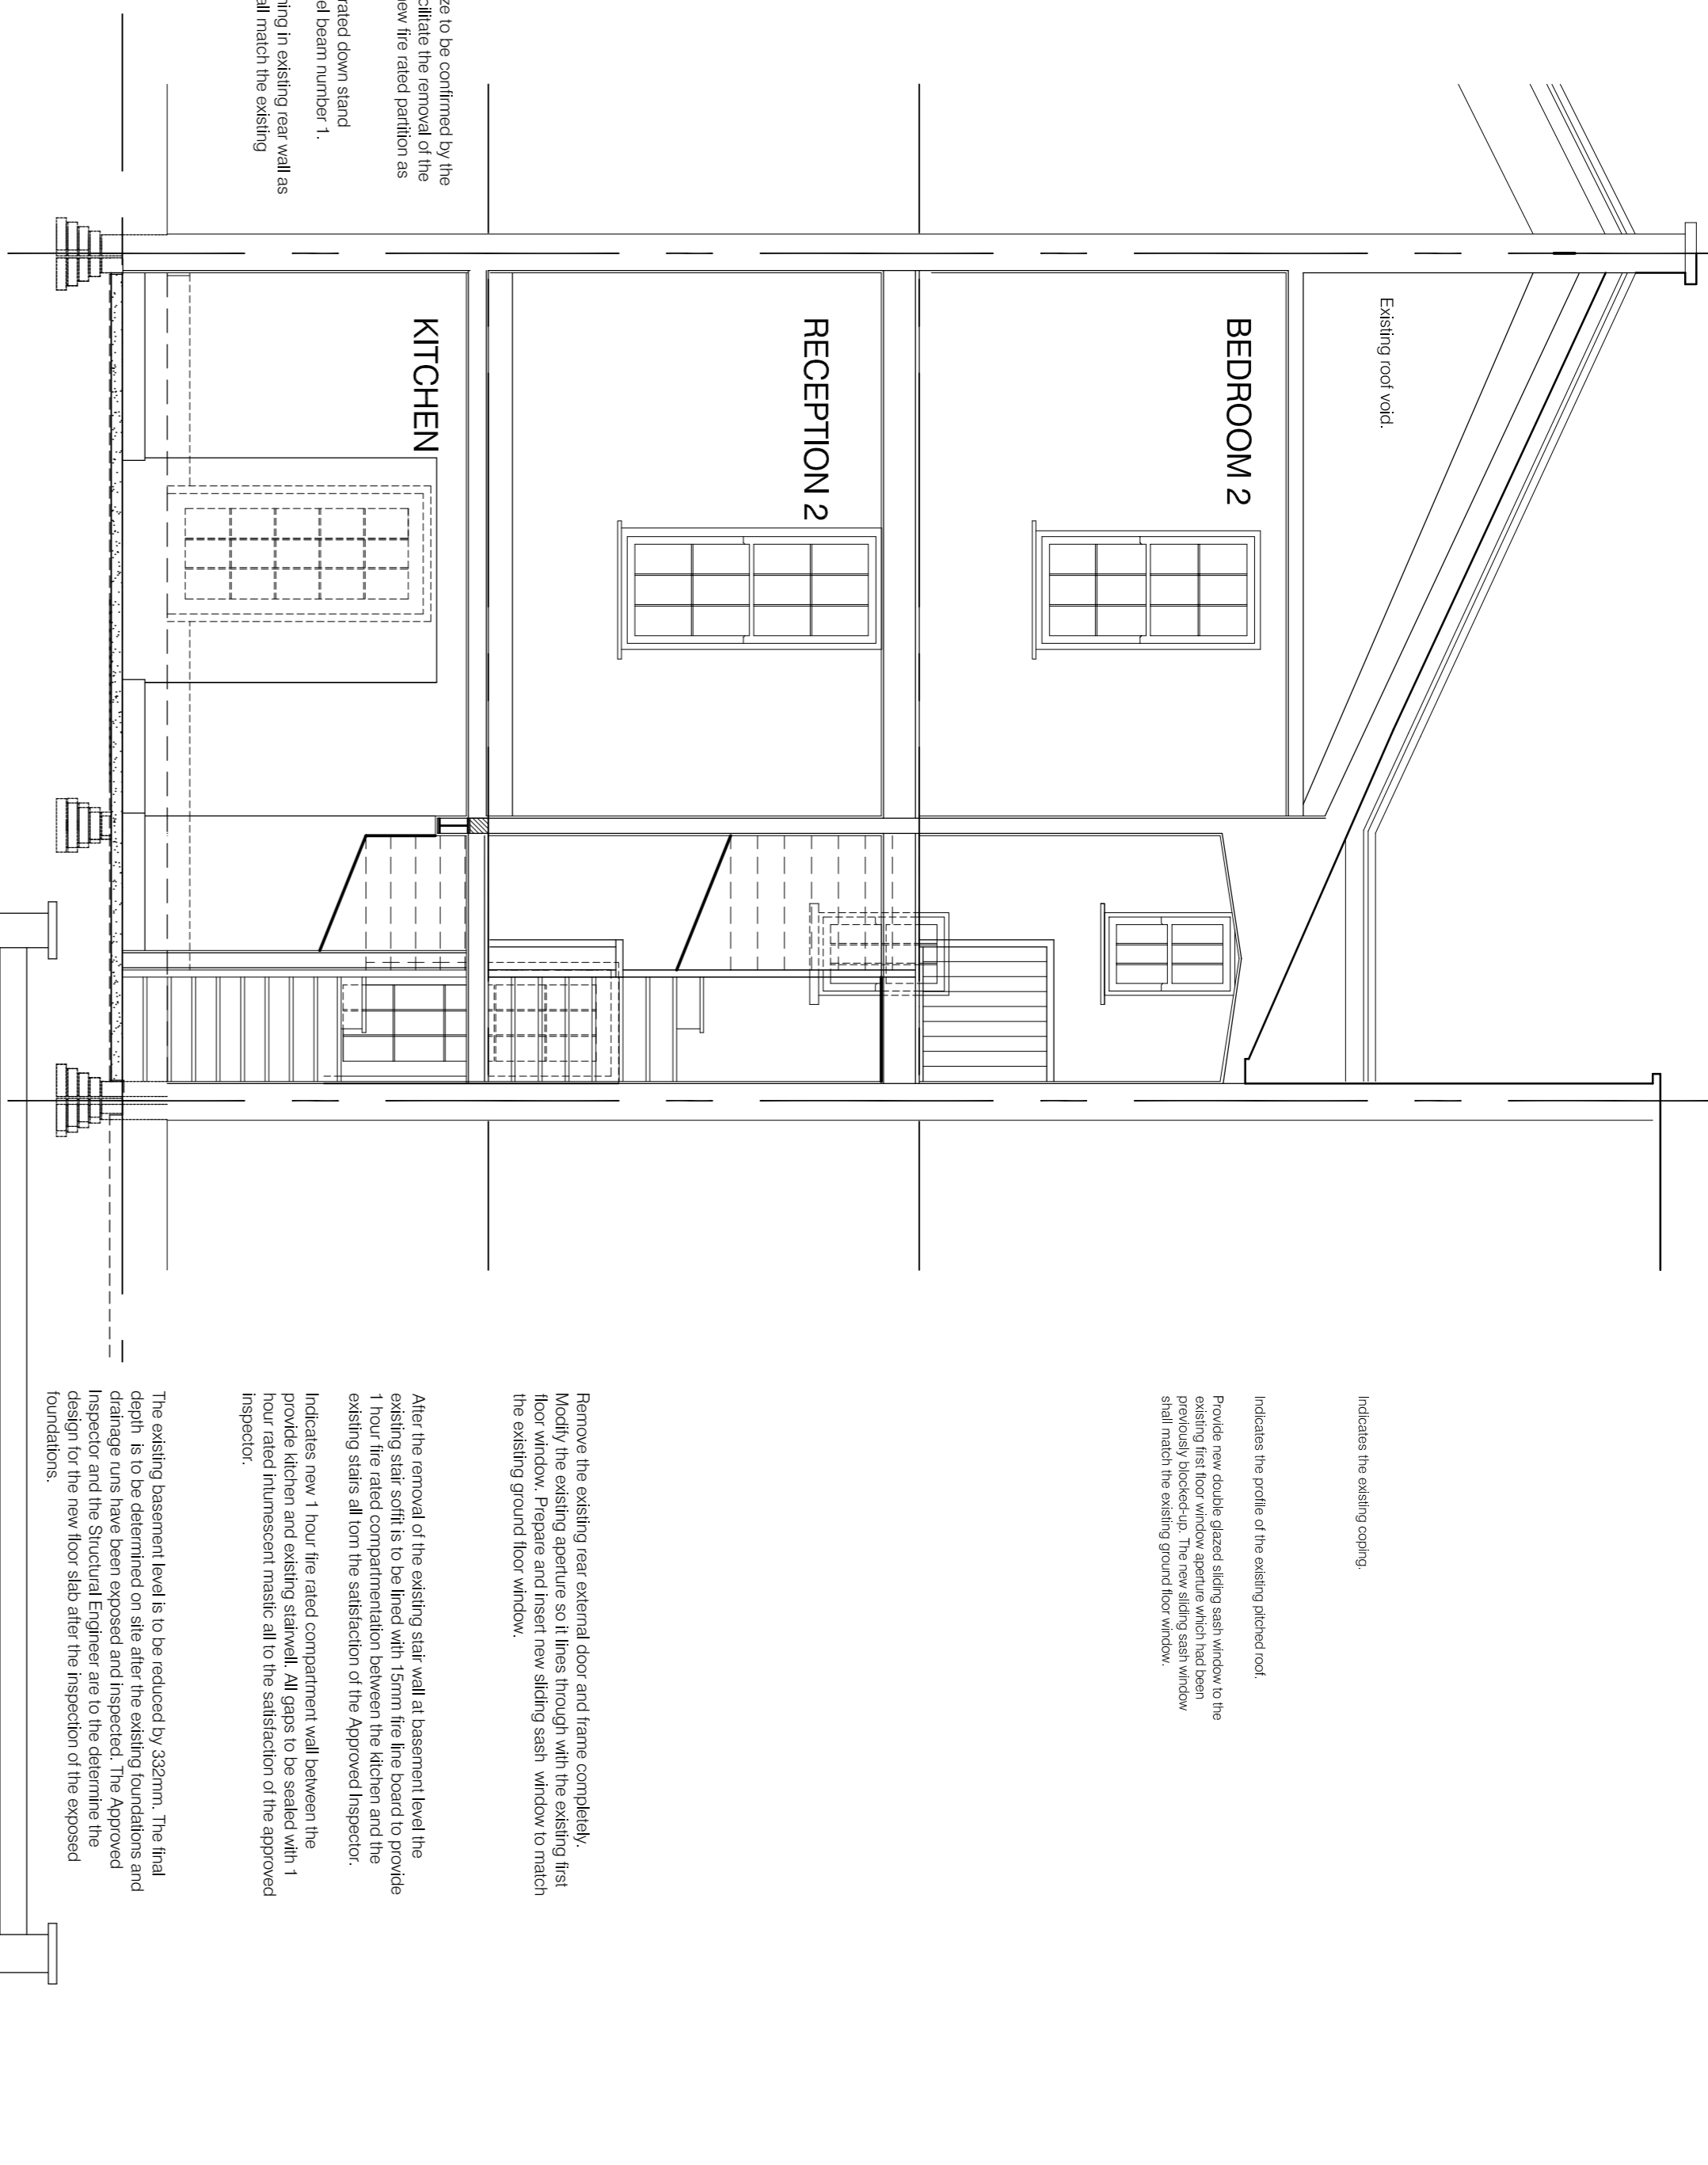 Indicates the existing coping.
Indicates the profile of the existing pitched roof.
Provide new double glazed sliding sash window to the
existing first floor window aperture which had been
previously blocked-up. The new sliding sash window
shall match the existing ground floor window.
Existing roof void.
BEDROOM 2
RECEPTION 2
KITCHEN
Remove the existing rear external door and frame completely.
Modify the existing aperture so it lines through with the existing first
floor window. Prepare and insert new sliding sash window to match
the existing ground floor window.
After the removal of the existing stair wall at basement level the
existing stair soffit is to be lined with 15mm fire line board to provide
1 hour fire rated compartmentation between the kitchen and the
existing stairs all tom the satisfaction of the Approved Inspector.
Indicates new 1 hour fire rated compartment wall between the
provide kitchen and existing stairwell. All gaps to be sealed with 1
hour rated intumescent mastic all to the satisfaction of the approved
inspector.
The existing basement level is to be reduced by 332mm. The final
depth is to be determined on site after the existing foundations and
drainage runs have been exposed and inspected. The Approved
Inspector and the Structural Engineer are to the determine the
design for the new floor slab after the inspection of the exposed
foundations.
ze to be confirmed by the
cilitate the removal of the
new fire rated partition as
rated down stand
el beam number 1.
ning in existing rear wall as
all match the existing